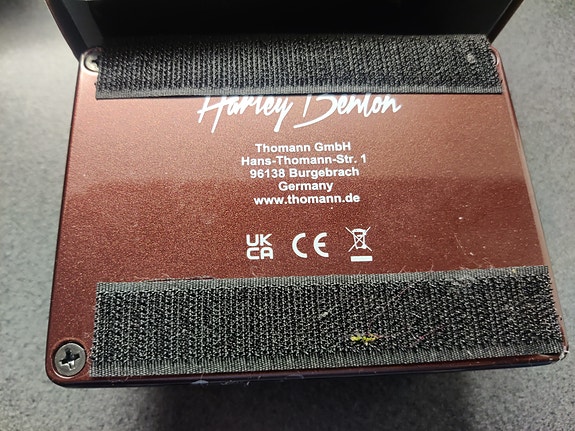 Harley Benton
Thomann GmbH
Hans-Thomann-Str. 1
96138 Burgebrach
Germany
www.thomann.de
UK
CA CE